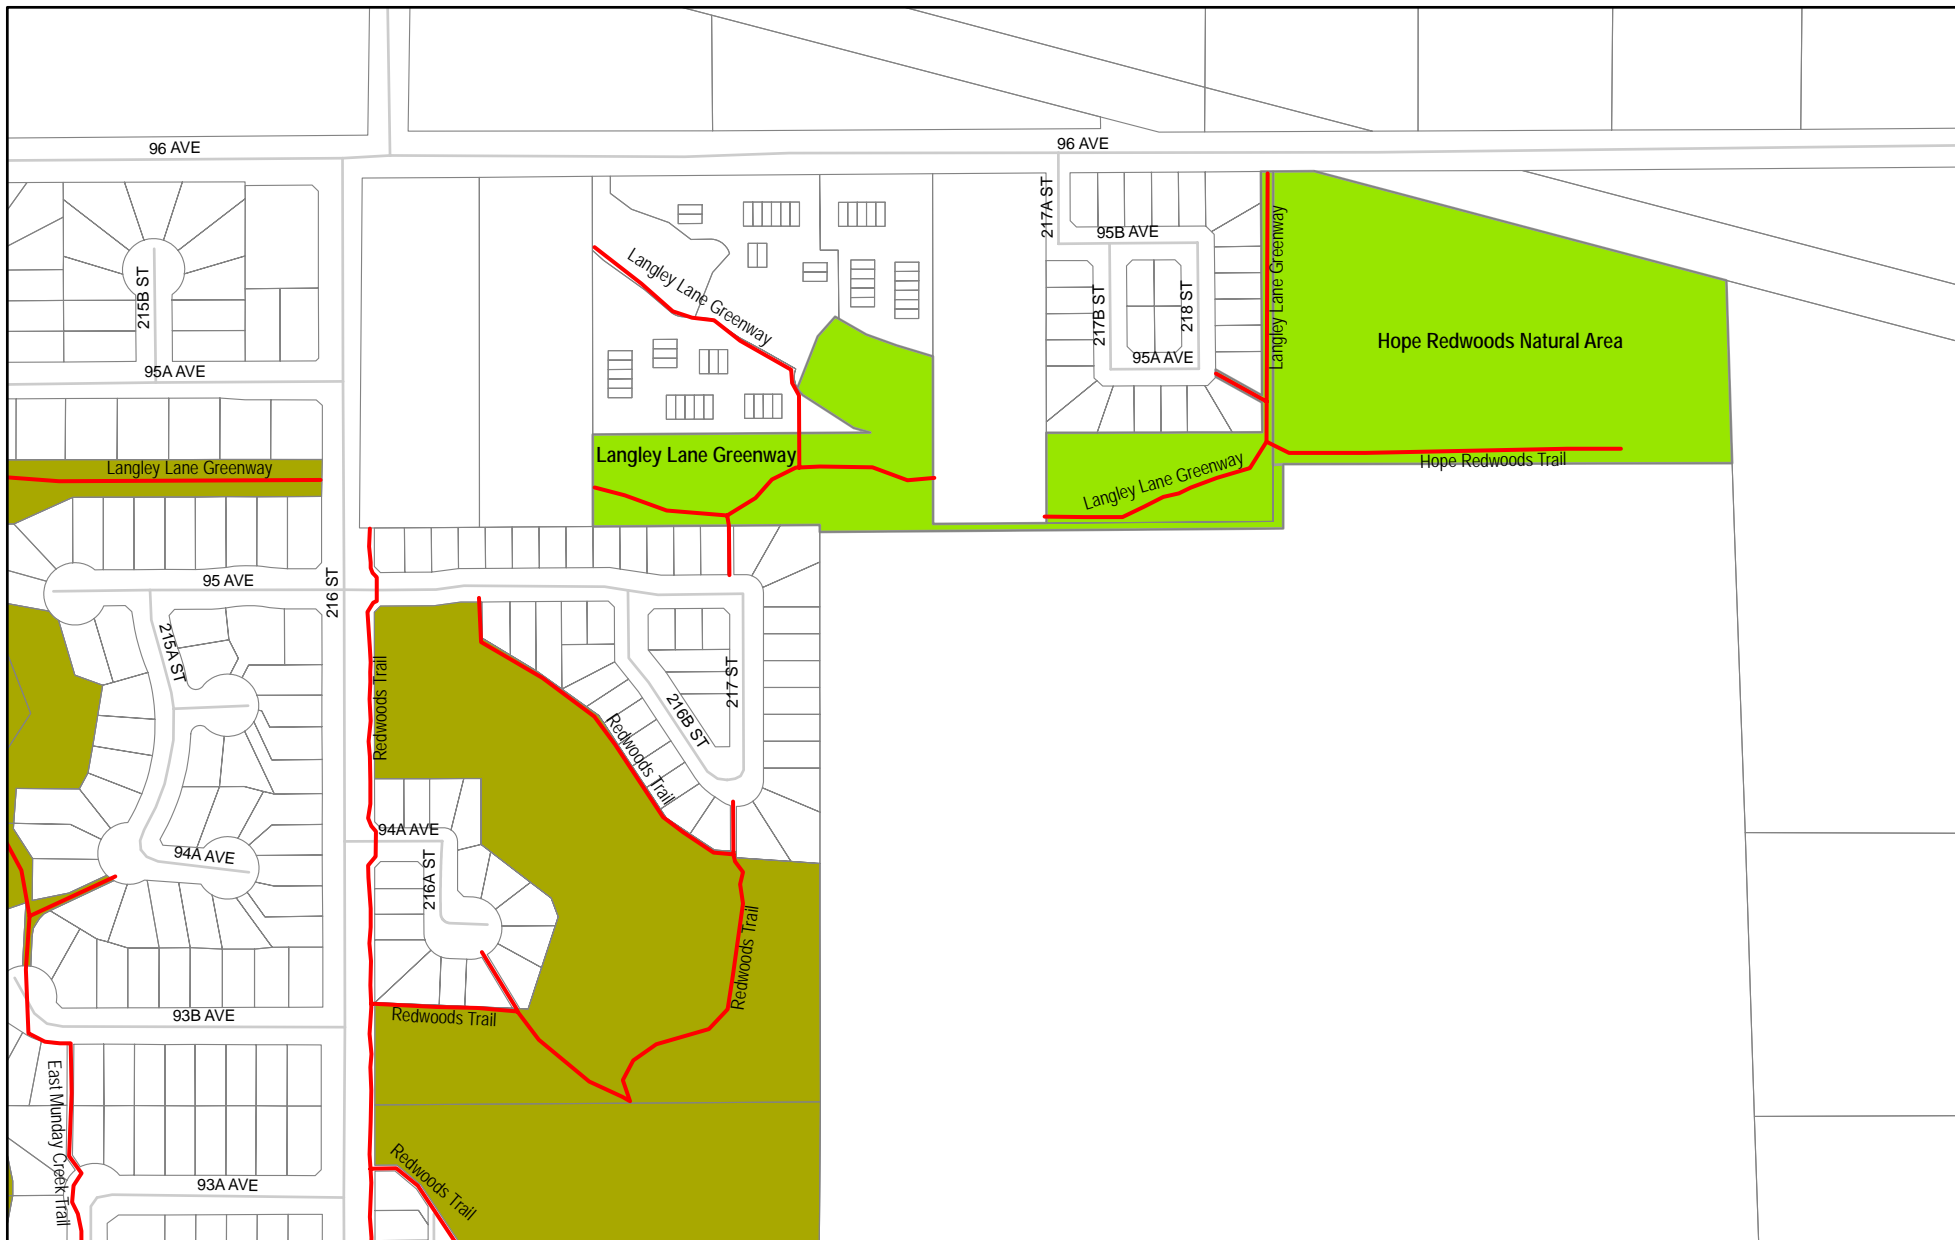 96 AVE
96 AVE
217A ST
95B AVE
Langley Lane Greenway
215B ST
Langley Lane Greenway
217B ST
218 ST
Hope Redwoods Natural Area
95A AVE
95A AVE
Langley Lane Greenway
Langley Lane Greenway
Langley Lane Greenway
Hope Redwoods Trail
95 AVE
216 ST
215A ST
Redwoods Trail
217 ST
216B ST
Redwoods Trail
94A AVE
94A AVE
216A ST
Redwoods Trail
93B AVE
Redwoods Trail
East Munday Creek Trail
93A AVE
Redwoods Trail